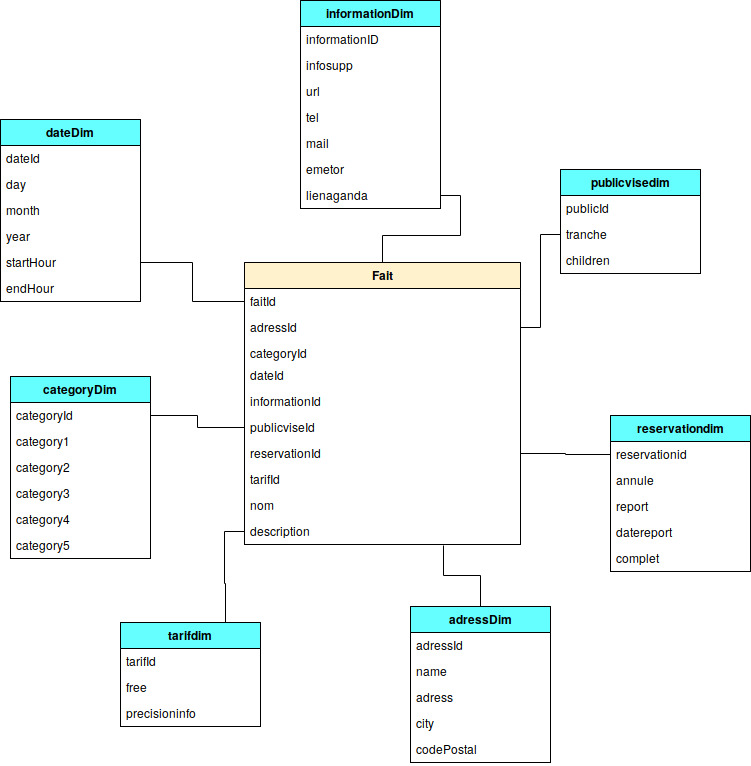 informationDim
informationID
infosupp
url
tel
mail
emetor
lienaganda
dateDim
dateId
day
month
year
startHour
endHour
publicvisedim
publicId
tranche
children
Fait
faitId
adressId
categoryId
dateId
informationId
publicviseId
reservationId
tarifId
nom
description
categoryDim
categoryId
category1
category2
category3
category4
category5
reservationdim
reservationid
annule
report
datereport
complet
tarifdim
tarifId
free
precisioninfo
adressDim
adressId
name
adress
city
codePostal